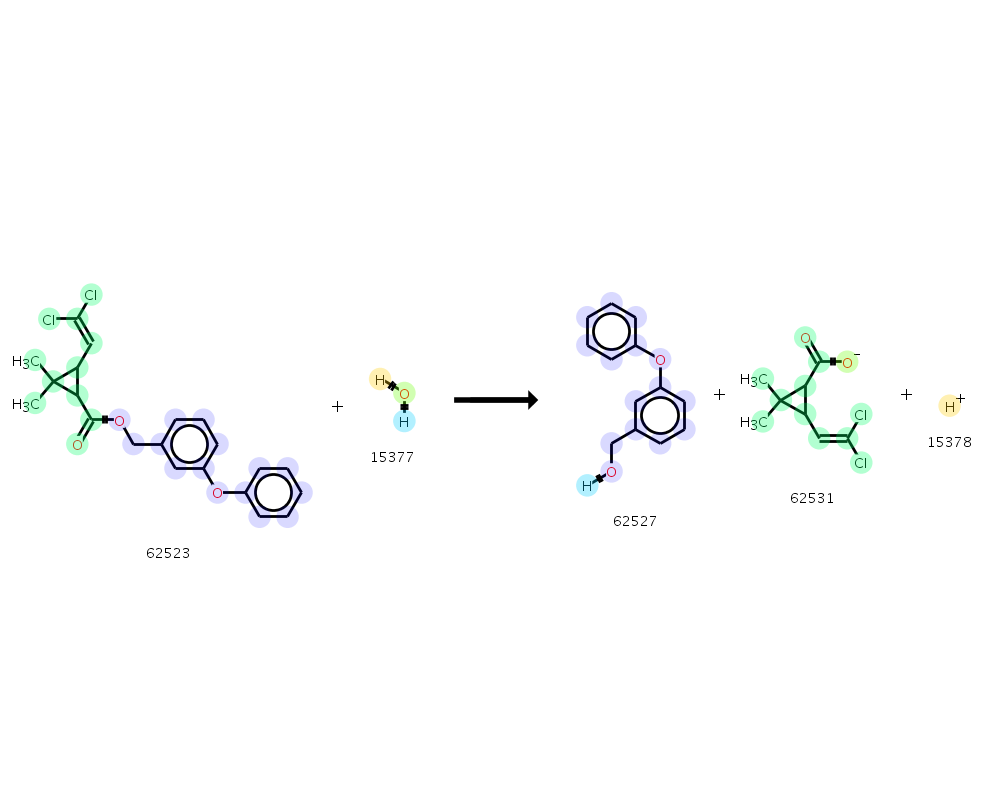 Cl
Cl
H3C
H3C
O
O
O
62523
+
H
O
H
15377
O
O
H
62527
+
O
O−
H3C
H3C
Cl
Cl
62531
+
H+
15378